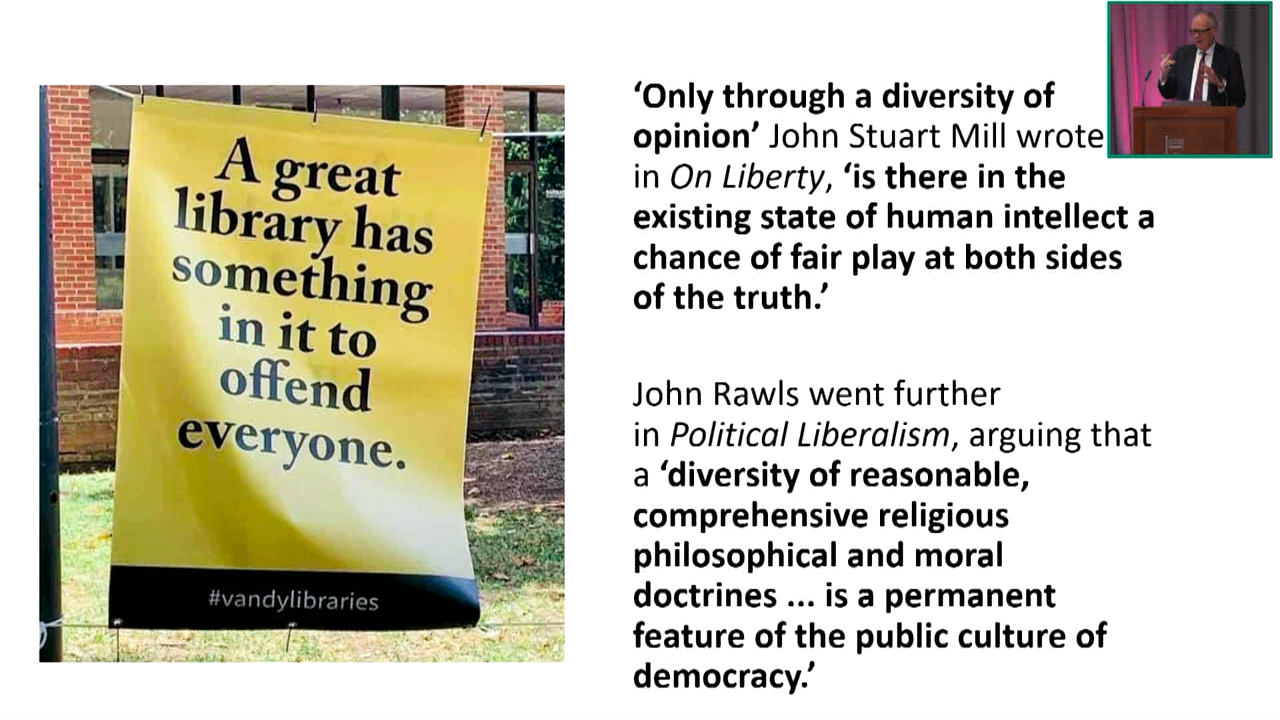 A great
library has
something
in it to
offend
everyone.
#vandylibraries
‘Only through a diversity of
opinion’ John Stuart Mill wrote
in On Liberty, ‘is there in the
existing state of human intellect a
chance of fair play at both sides
of the truth.’
John Rawls went further
in Political Liberalism, arguing that
a ‘diversity of reasonable,
comprehensive religious
philosophical and moral
doctrines ... is a permanent
feature of the public culture of
democracy.’